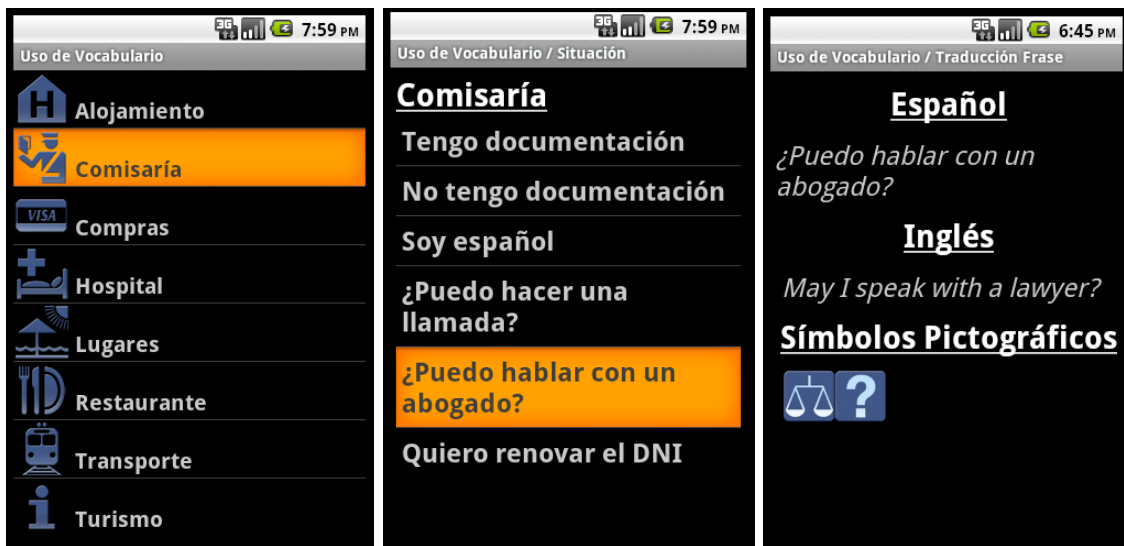 3G 7:59 PM
Uso de Vocabulario
H
Alojamiento
Comisaría
VISA
Compras
Hospital
Lugares
Restaurante
Transporte
i
Turismo
3G 7:59 PM
Uso de Vocabulario / Situación
Comisaría
Tengo documentación
No tengo documentación
Soy español
¿Puedo hacer una
llamada?
¿Puedo hablar con un
abogado?
Quiero renovar el DNI
3G 6:45 PM
Uso de Vocabulario / Traducción Frase
Español
¿Puedo hablar con un
abogado?
Inglés
May I speak with a lawyer?
Símbolos Pictográficos
?